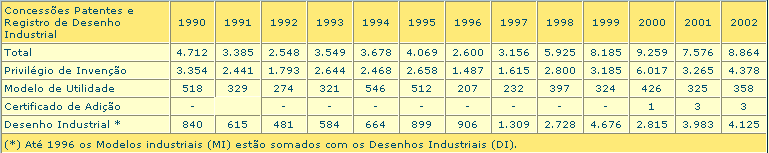 Concessões Patentes e Registro de Desenho Industrial 1990 1991 1992 1993 1994 1995 1996 1997 1998 1999 2000 2001 2002
Total 4.712 3.385 2.548 3.549 3.678 4.069 2.600 3.156 5.925 8.185 9.259 7.576 8.864
Privilégio de Invenção 3.354 2.441 1.793 2.644 2.468 2.658 1.487 1.615 2.800 3.185 6.017 3.265 4.378
Modelo de Utilidade 518 329 274 321 546 512 207 232 397 324 426 325 358
Certificado de Adição - - - - - - - - - 1 3 3
Desenho Industrial * 840 615 481 584 664 899 906 1.309 2.728 4.676 2.815 3.983 4.125
(*) Até 1996 os Modelos industriais (MI) estão somados com os Desenhos Industriais (DI).